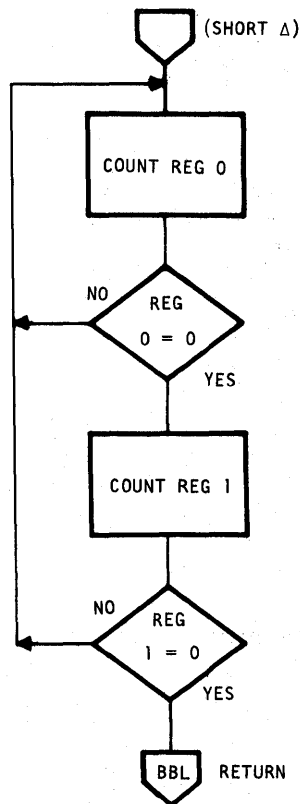 (SHORT Δ)
COUNT REG 0
NO
REG
0 = 0
YES
COUNT REG 1
NO
REG
1 = 0
YES
BBL RETURN